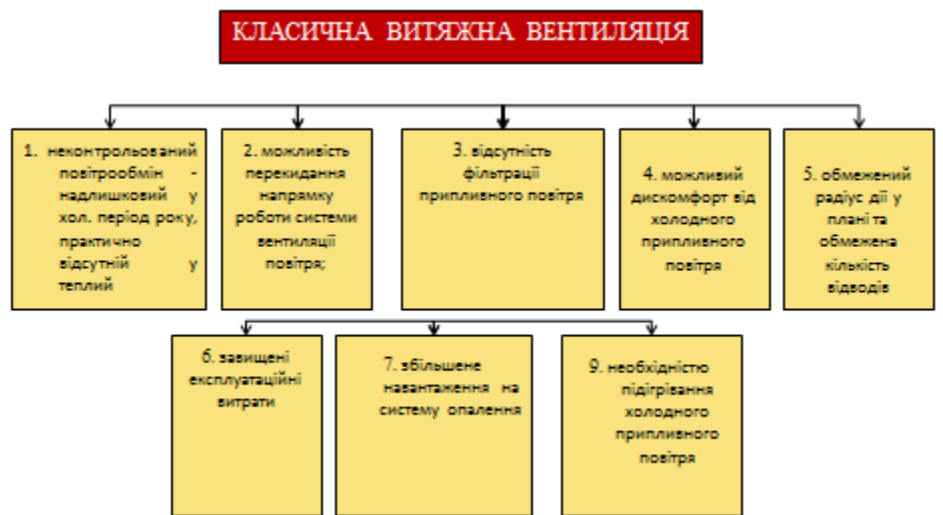 КЛАСИЧНА ВИТЯЖНА ВЕНТИЛЯЦІЯ
1. неконтрольований
повітрообмін -
надлишковий у
хол. період року,
практично
відсутній у
теплий
2. можливість
перекидання
напрямку
роботи системи
вентиляції
повітря;
3. відсутність
фільтрації
припливного повітря
4. можливий
дискомфорт від
холодного
припливного
повітря
5. обмежений
радіус дії у
плані та
обмежена
кількість
відводів
6. завищені
експлуатаційні
витрати
7. збільшене
навантаження на
систему опалення
9. необхідністю
підігрівання
холодного
припливного
повітря